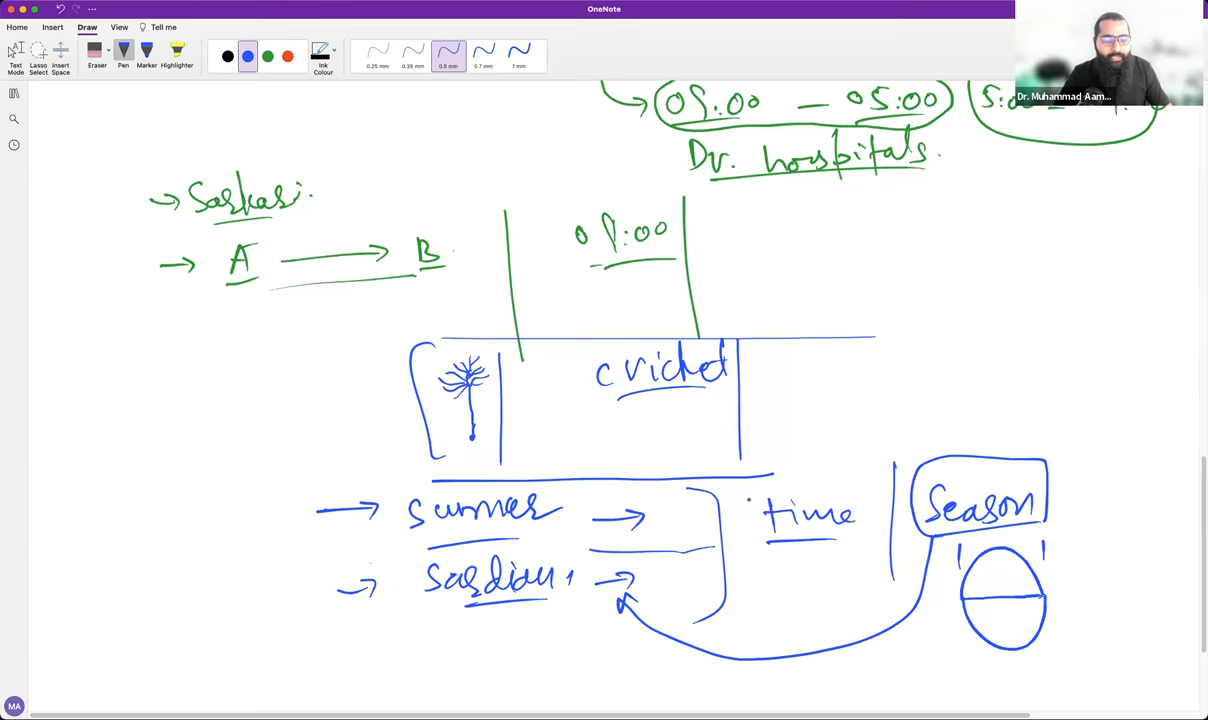 OneNote
Home Insert Draw View Tell me
Text Mode Lasso Select Insert Space Eraser Pen Marker Highlighter Ink Colour 0.25 mm 0.35 mm 0.5 mm 0.7 mm 1 mm
Dr. Muhammad Aam...
09:00 — 05:00
Dr. hospitals.
→ Sarkari
→ A → B
09:00
cricket
→ summer →
time
Season
→ sardian →
MA